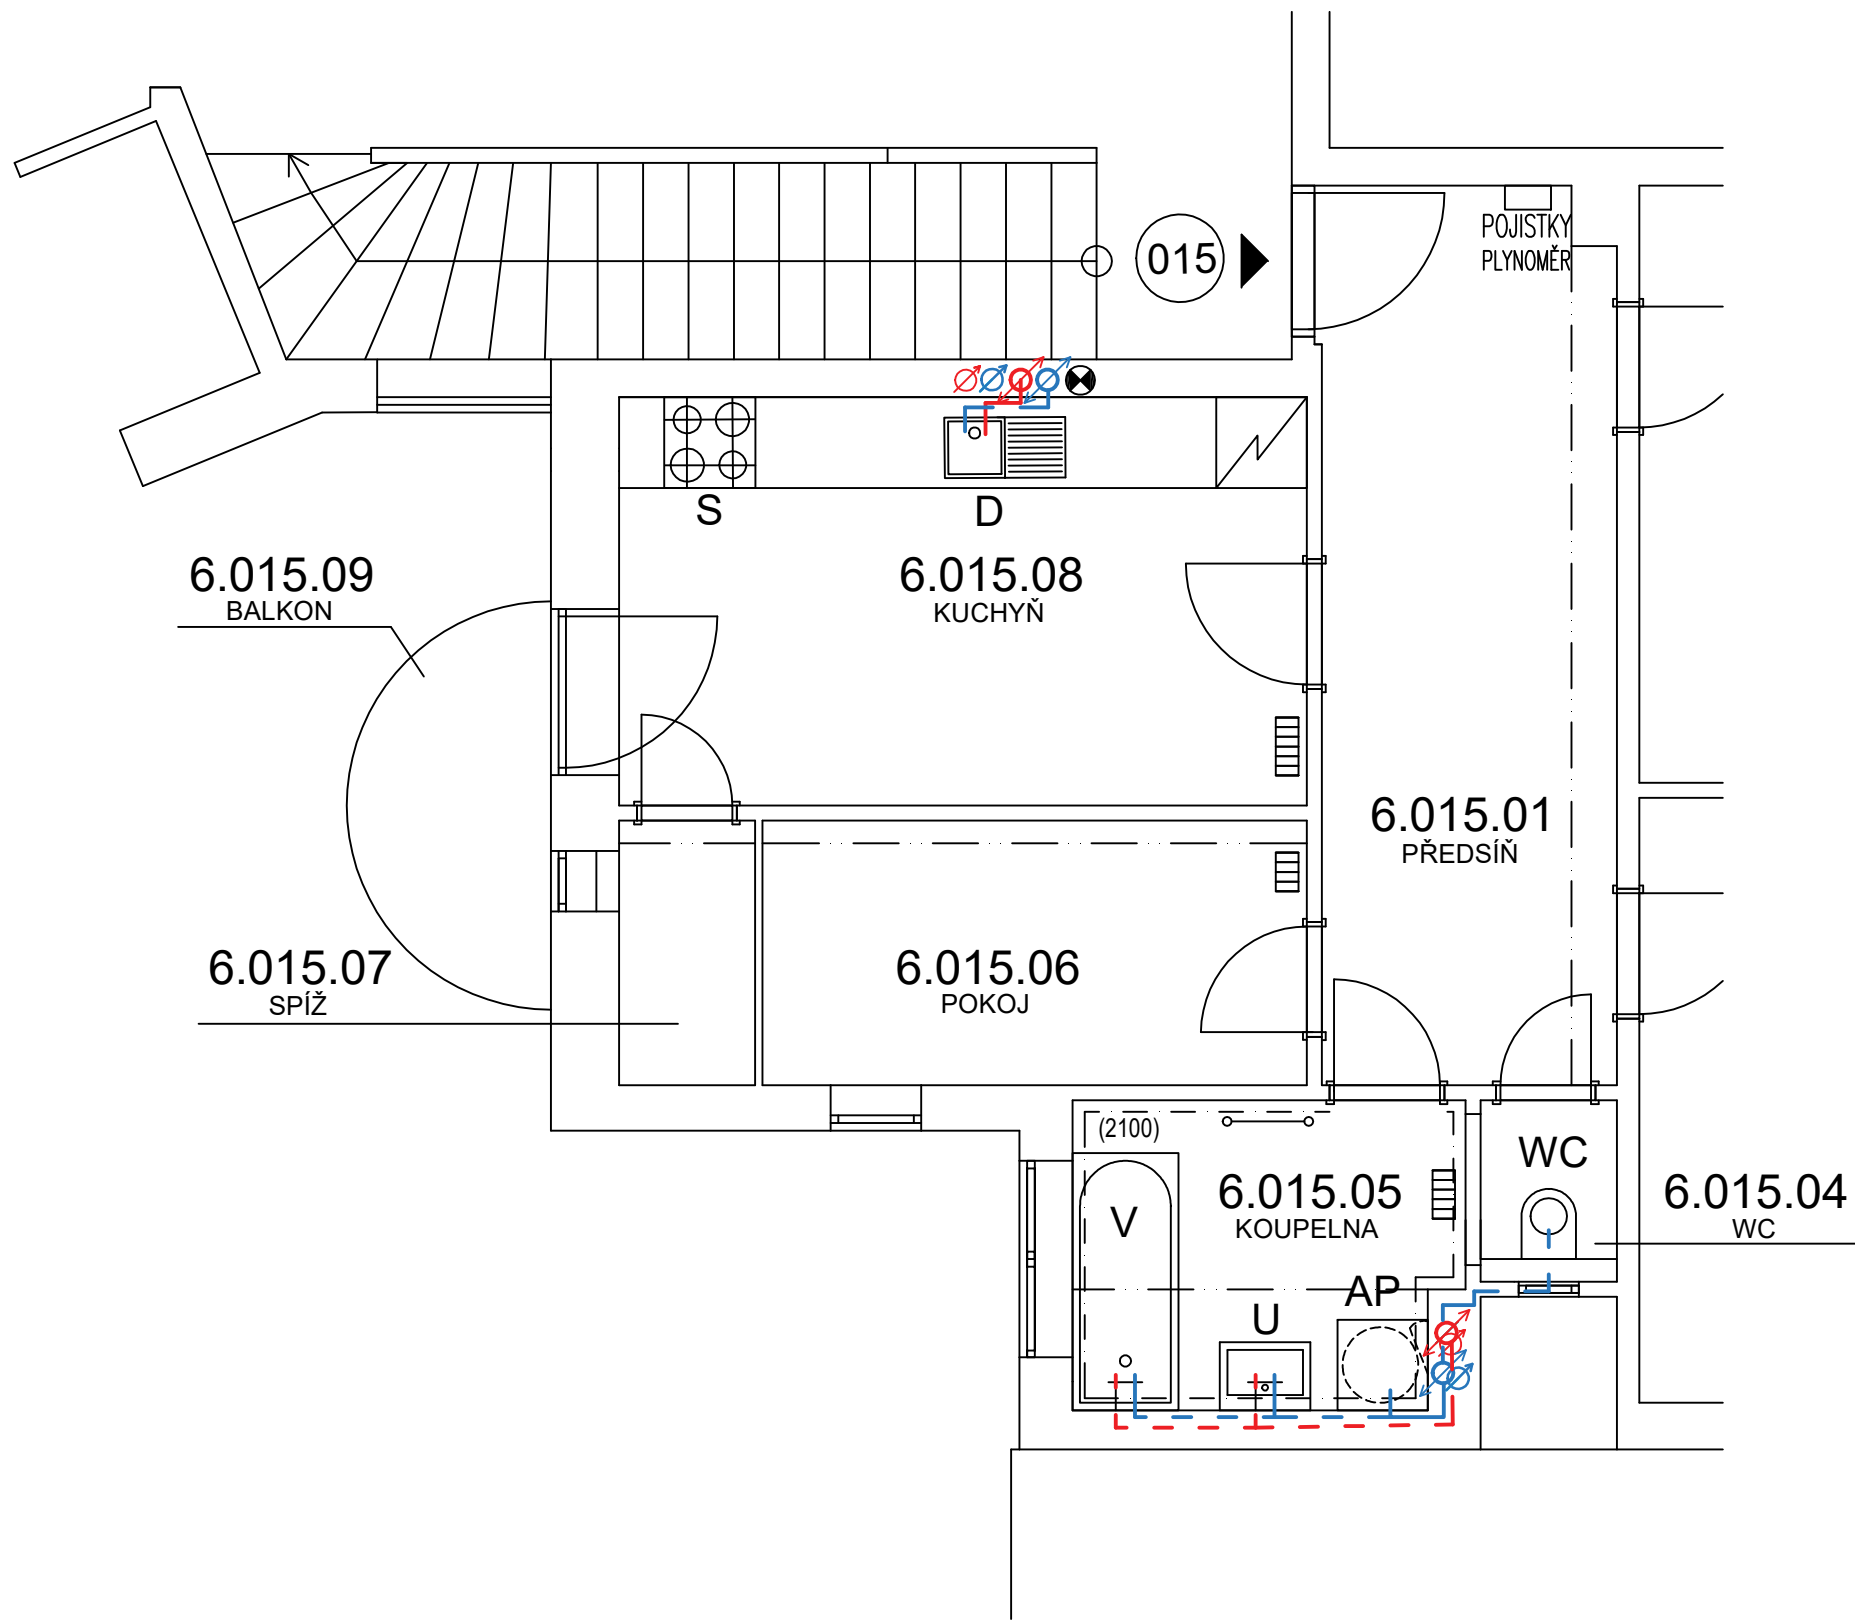 015
POJISTKY
PLYNOMĚR
S
D
6.015.09
BALKON
6.015.08
KUCHYŇ
6.015.01
PŘEDSÍŇ
6.015.07
SPÍŽ
6.015.06
POKOJ
(2100)
WC
V
6.015.05
KOUPELNA
6.015.04
WC
AP
U